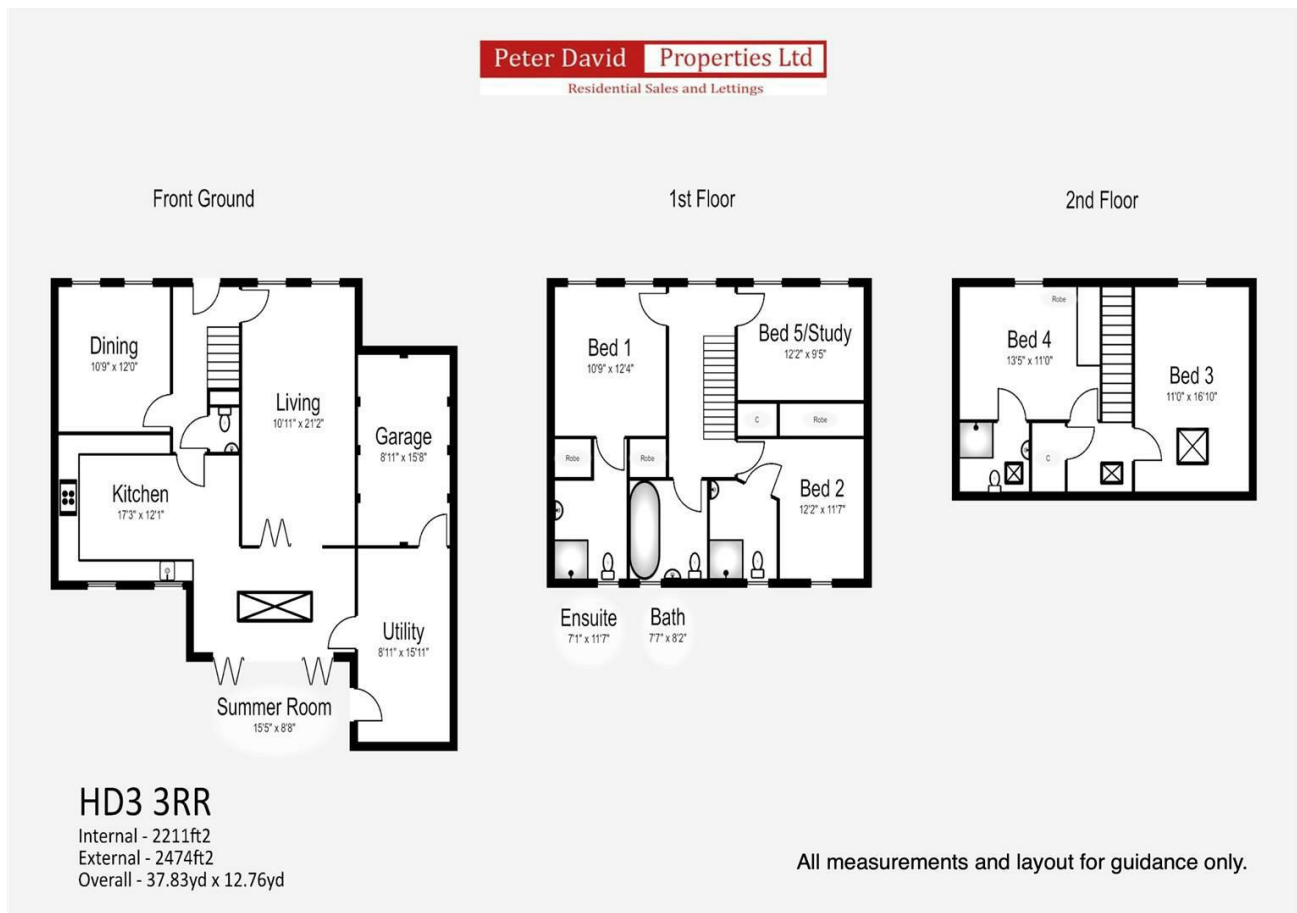 Peter David Properties Ltd
Residential Sales and Lettings
Front Ground
1st Floor
2nd Floor
Dining
10'9" x 12'0"
Living
10'11" x 21'2"
Garage
8'11" x 15'8"
Kitchen
17'3" x 12'1"
Utility
8'11" x 15'11"
Summer Room
15'5" x 8'8"
Bed 1
10'9" x 12'4"
Bed 5/Study
12'2" x 9'5"
C
Robe
Robe
Robe
Bed 2
12'2" x 11'7"
Ensuite
7'1" x 11'7"
Bath
7'7" x 8'2"
Robe
Bed 4
13'5" x 11'0"
Bed 3
11'0" x 16'10"
C
HD3 3RR
Internal - 2211ft2
External - 2474ft2
Overall - 37.83yd x 12.76yd
All measurements and layout for guidance only.